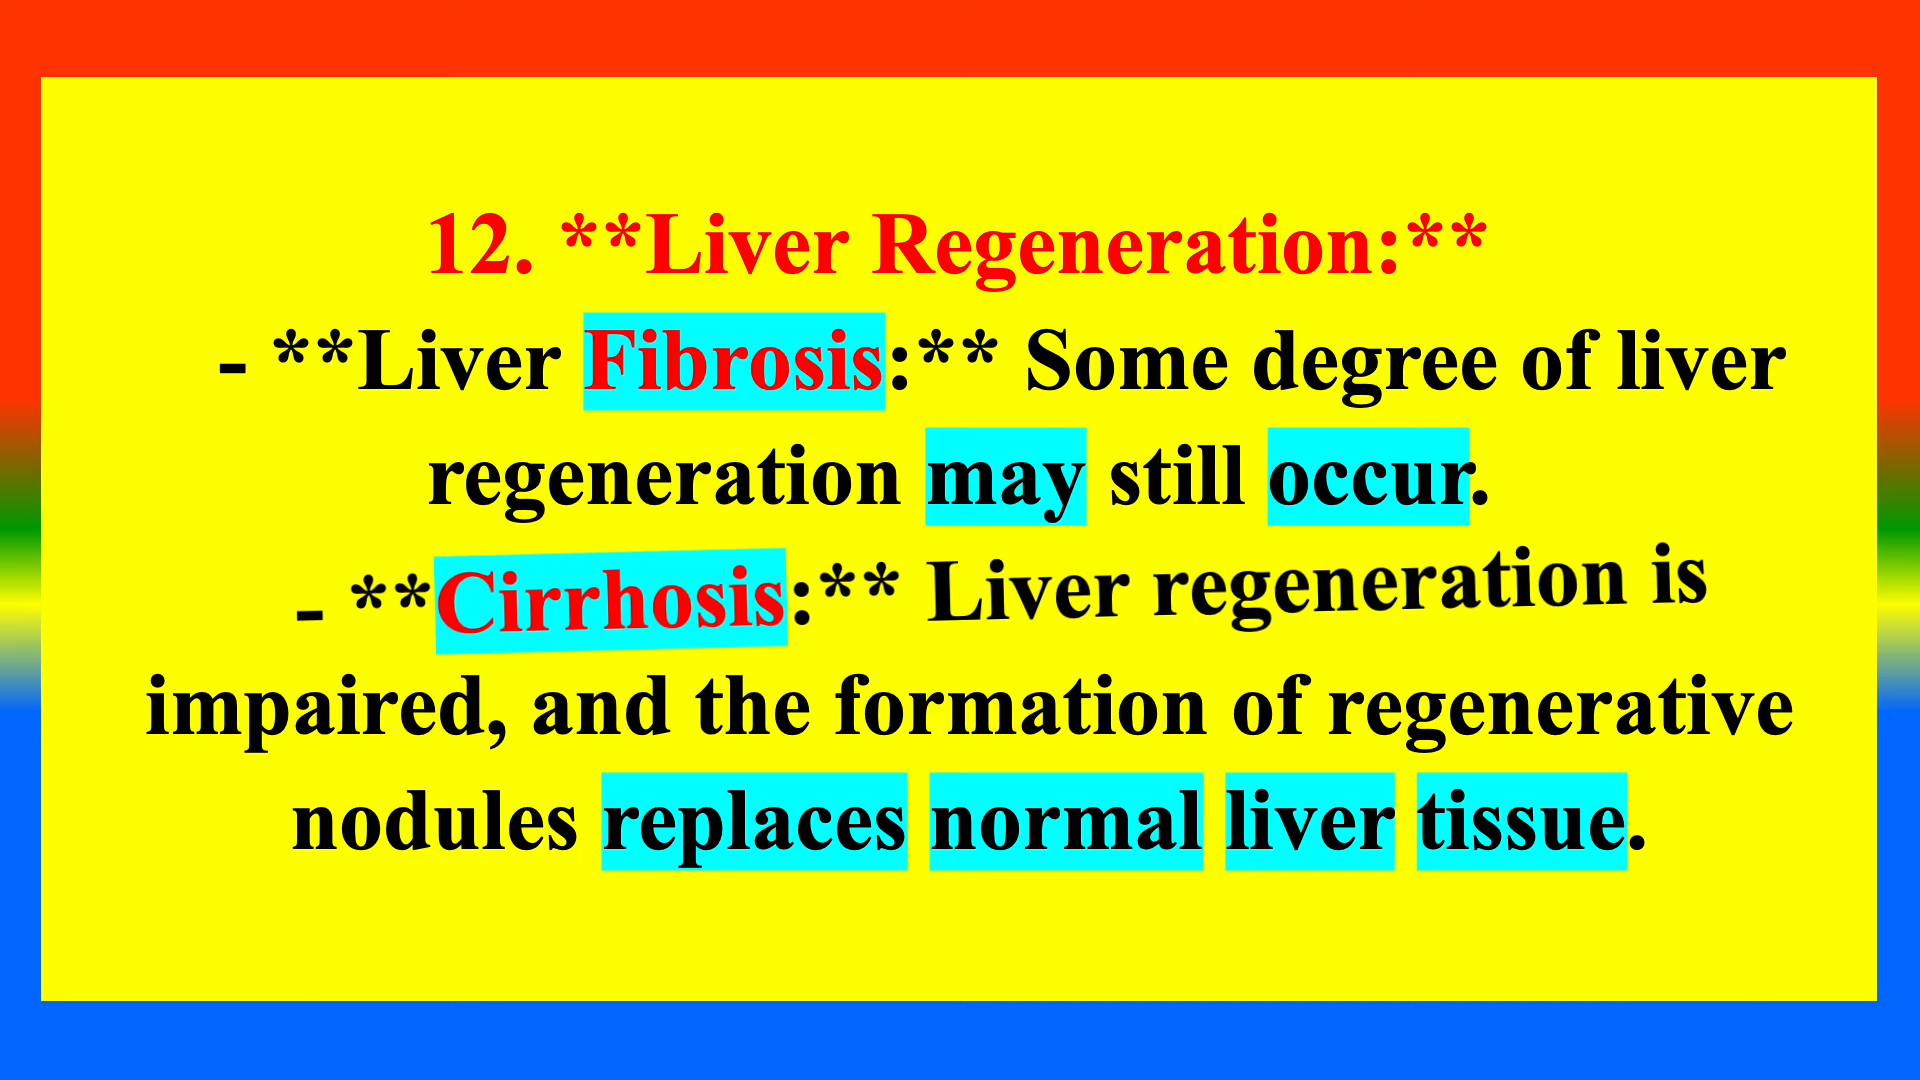 12. **Liver Regeneration:**
- **Liver Fibrosis:** Some degree of liver
regeneration may still occur.
- **Cirrhosis:** Liver regeneration is
impaired, and the formation of regenerative
nodules replaces normal liver tissue.